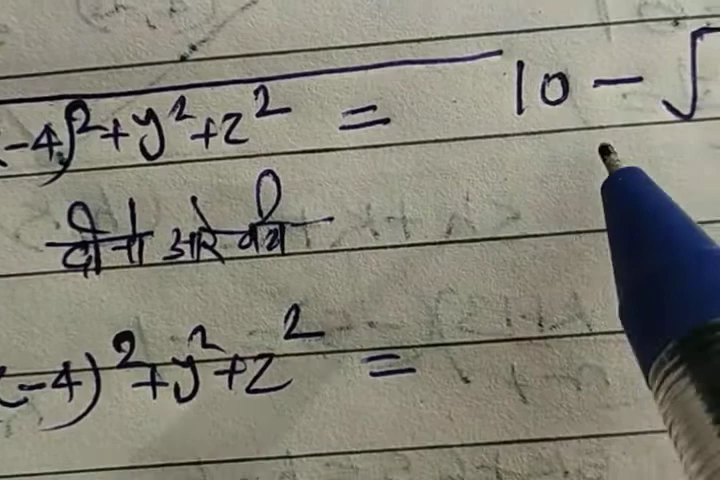 -4)² + y² + z² = 10 - √
दोनो ओर वर्ग
-4)² + y² + z² =